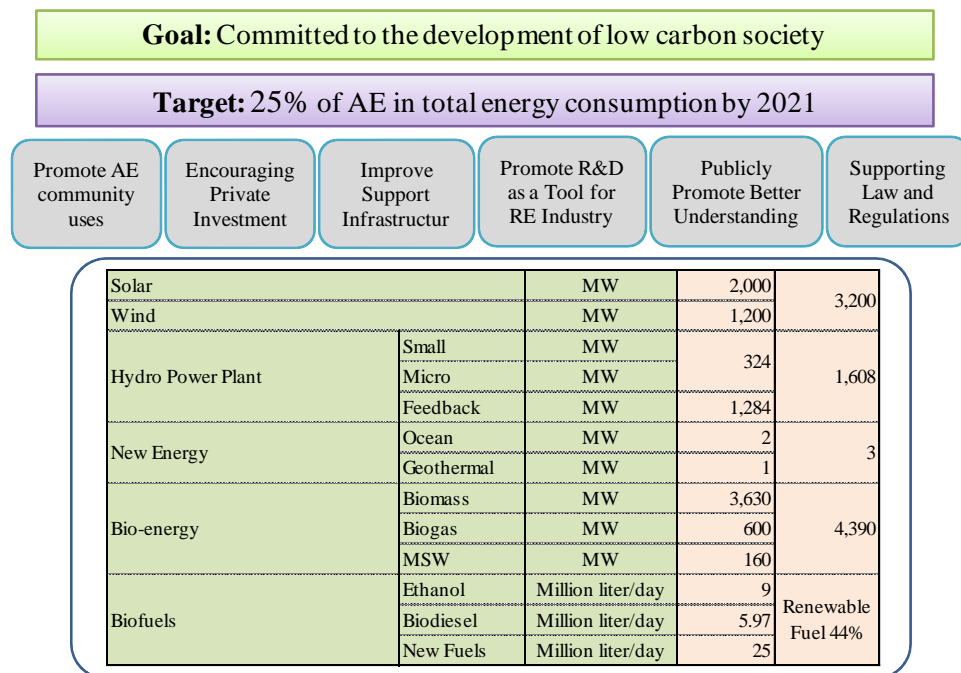 Goal: Committed to the development of low carbon society
Target: 25% of AE in total energy consumption by 2021
Promote AE
community
uses
Encouraging
Private
Investment
Improve
Support
Infrastructur
Promote R&D
as a Tool for
RE Industry
Publicly
Promote Better
Understanding
Supporting
Law and
Regulations
Solar MW 2,000 3,200
Wind MW 1,200
Hydro Power Plant Small MW 324 1,608
Micro MW
Feedback MW 1,284
New Energy Ocean MW 2 3
Geothermal MW 1
Bio-energy Biomass MW 3,630 4,390
Biogas MW 600
MSW MW 160
Biofuels Ethanol Million liter/day 9 Renewable
Fuel 44%
Biodiesel Million liter/day 5.97
New Fuels Million liter/day 25